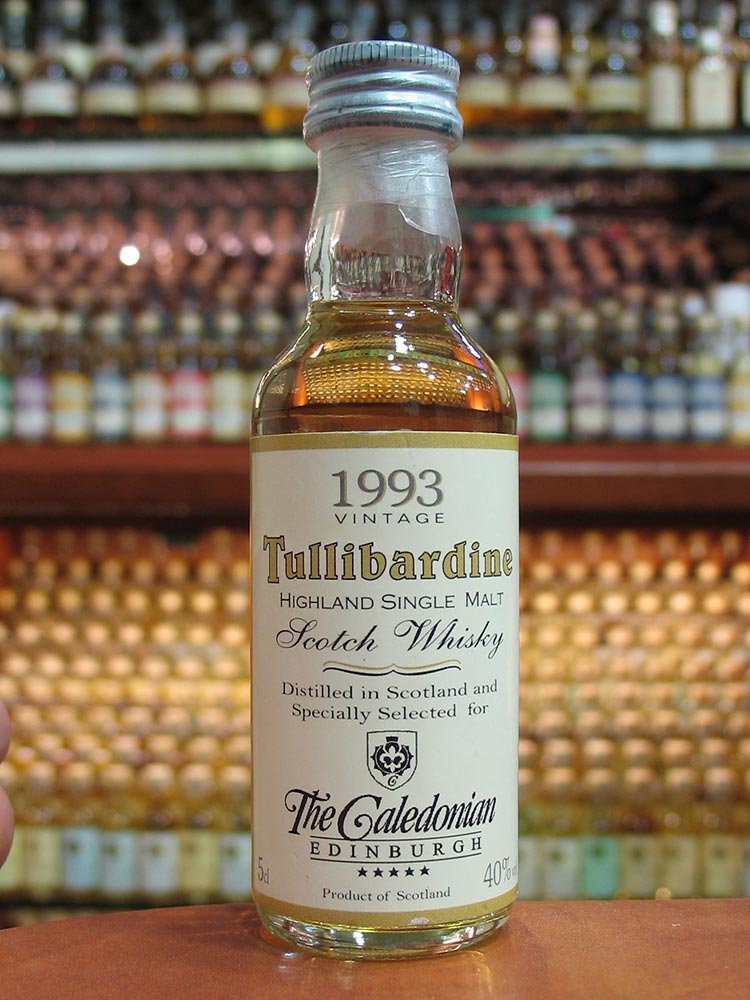 1993
VINTAGE
Tullibardine
HIGHLAND SINGLE MALT
Scotch Whisky
Distilled in Scotland and
Specially Selected for
The Caledonian
EDINBURGH
★★★★★
5cl 40%
Product of Scotland